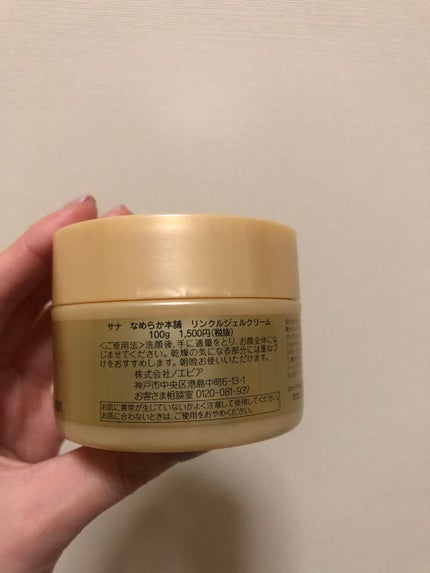 サナ なめらか本舗 リンクルジェルクリーム
100g 1,500円(税抜)
<ご使用法>洗顔後、手に適量をとり、お顔全体になじ
ませてください。乾燥の気になる部分には重ねづ
けをおすすめします。朝晩お使いいただけます。
株式会社ノエビア
神戸市中央区港島中町6-13-1
お客さま相談室 0120-081-937
お肌に異常が生じていないかよく注意して使用してください。
お肌に合わないときは、ご使用をおやめください。